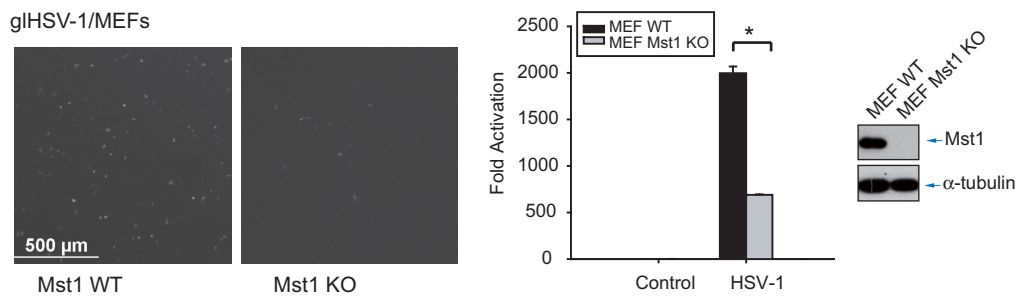 glHSV-1/MEFs
500 µm
Mst1 WT
Mst1 KO
Fold Activation
2500
2000
1500
1000
500
0
MEF WT
MEF Mst1 KO
*
Control
HSV-1
MEF WT
MEF Mst1 KO
Mst1
α-tubulin